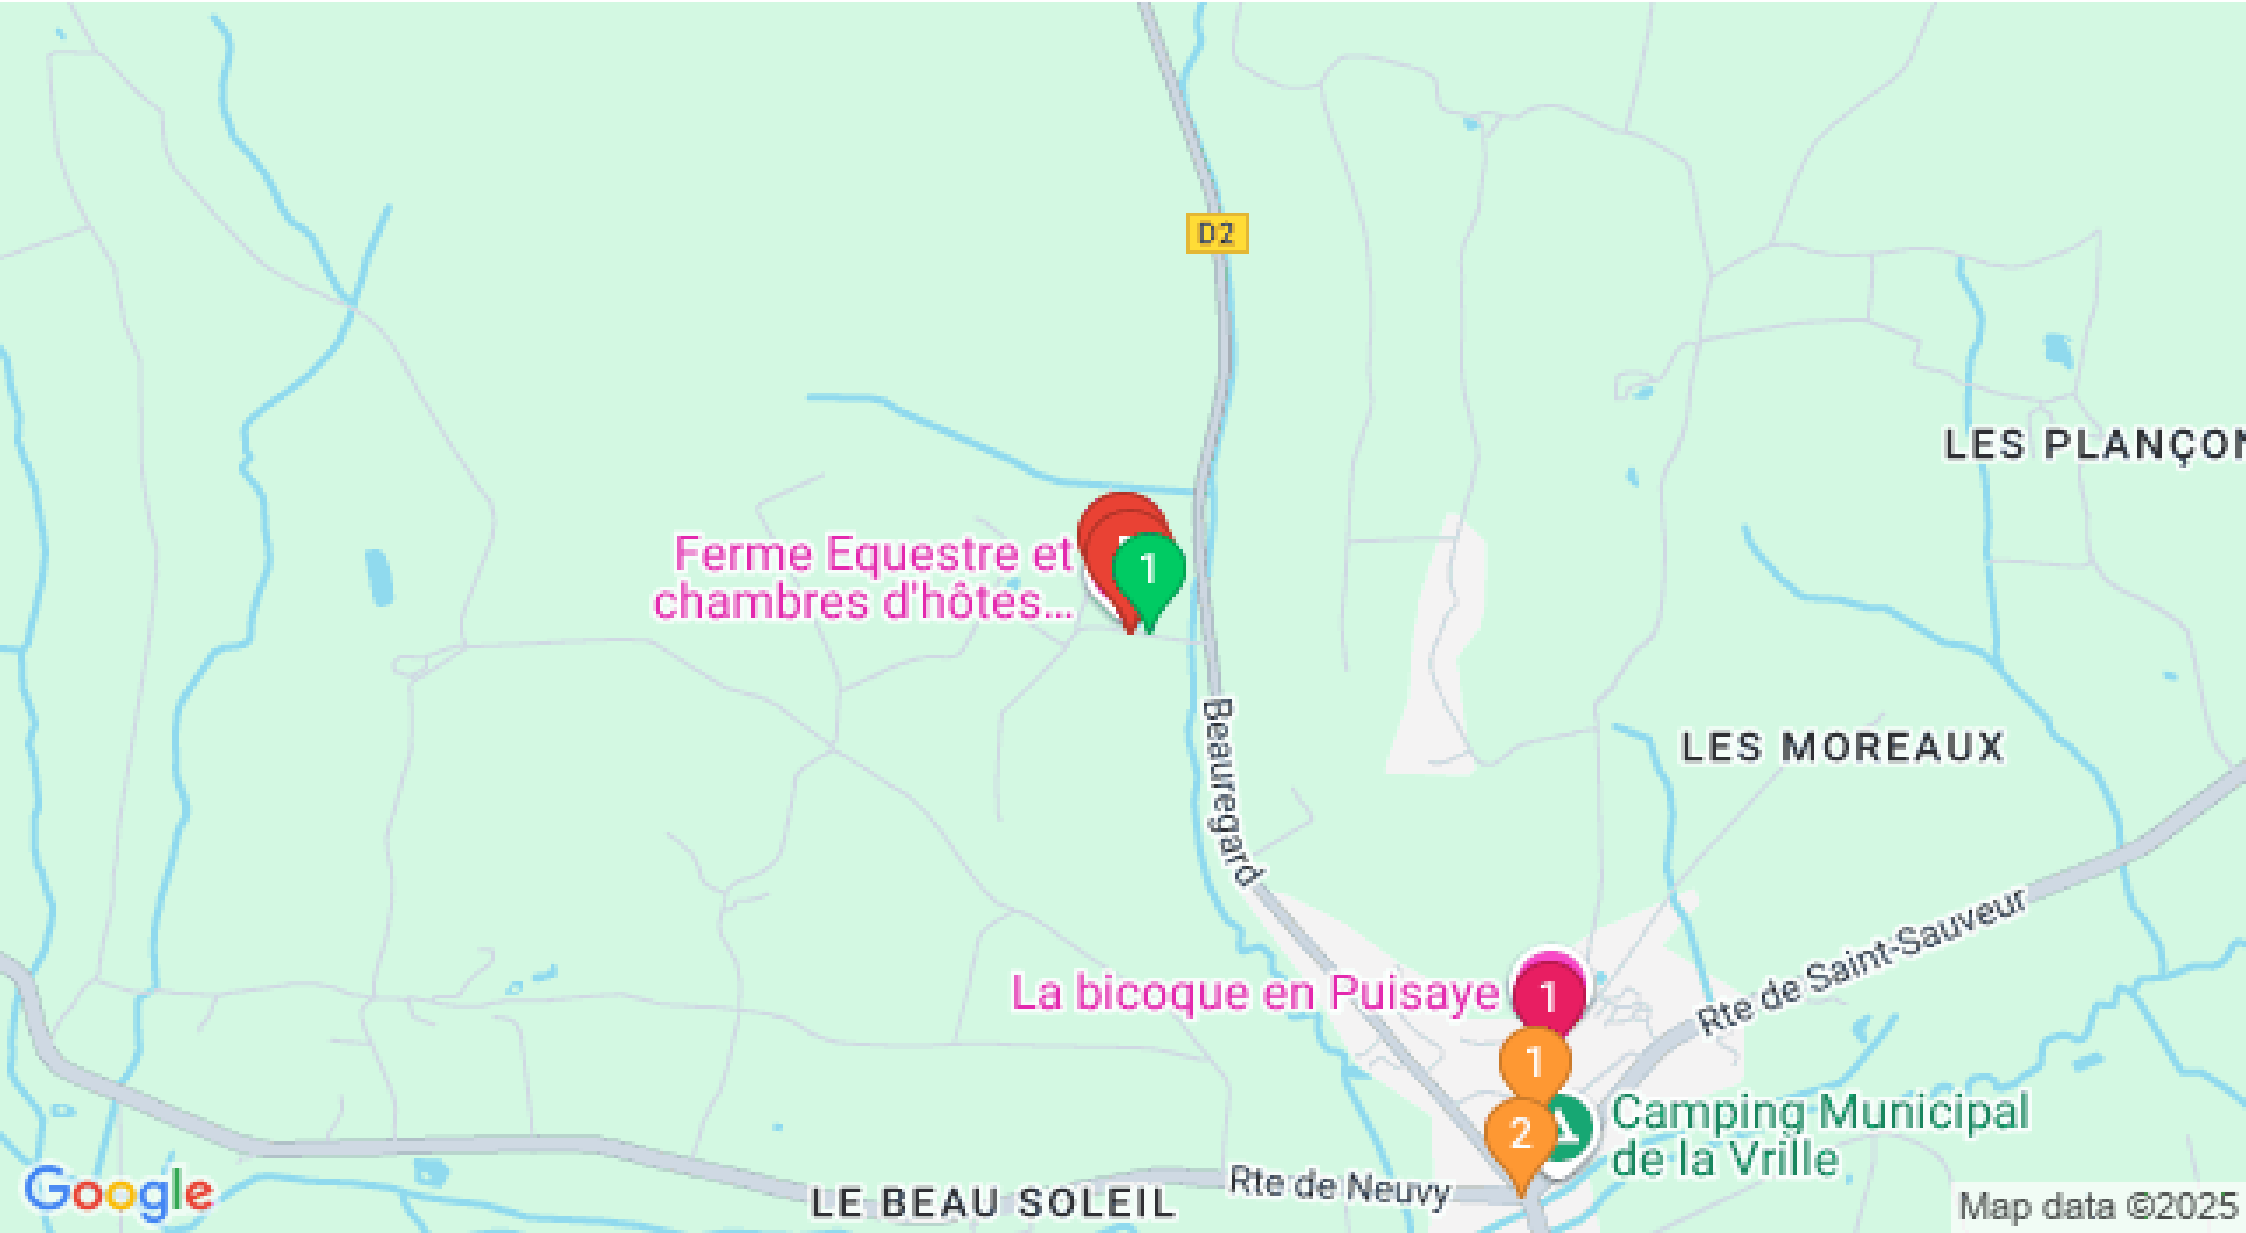 D2
LES PLANÇON
Ferme Equestre et
chambres d'hôtes...
1
Beauregard
LES MOREAUX
Rte de Saint-Sauveur
La bicoque en Puisaye
1
1
2
Camping Municipal
de la Vrille
Rte de Neuvy
LE BEAU SOLEIL
Google
Map data ©2025